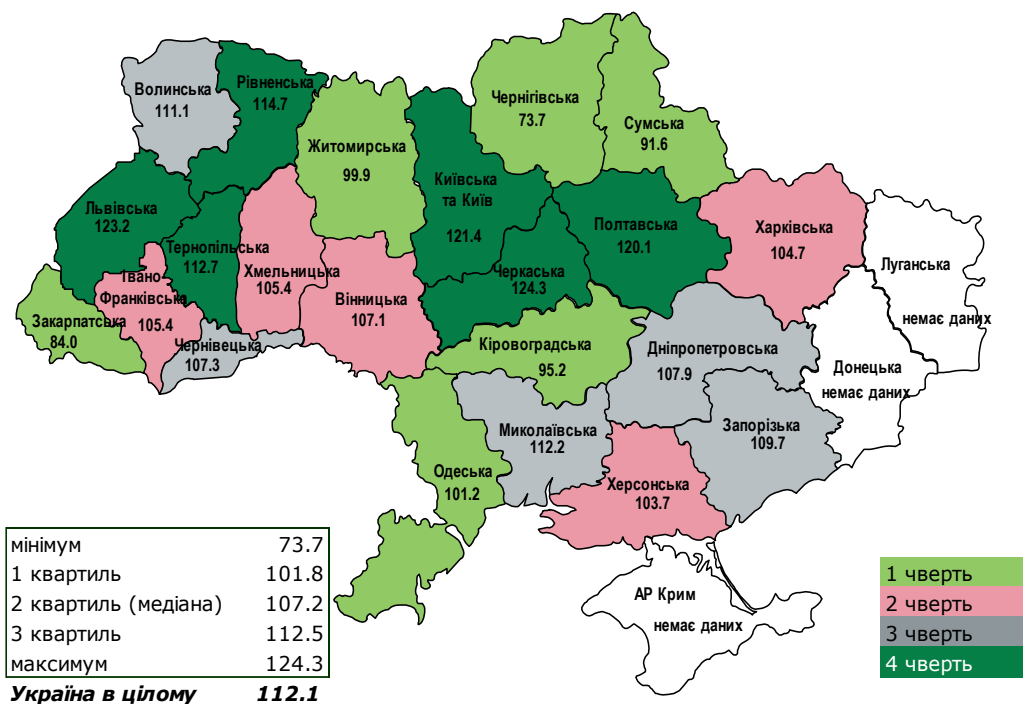 Волинська
111.1
Рівненська
114.7
Житомирська
99.9
Київська
та Київ
121.4
Чернігівська
73.7
Сумська
91.6
Львівська
123.2
Тернопільська
112.7
Хмельницька
105.4
Вінницька
107.1
Черкаська
124.3
Полтавська
120.1
Харківська
104.7
Луганська
немає даних
Івано-
Франківська
105.4
Закарпатська
84.0
Чернівецька
107.3
Кіровоградська
95.2
Дніпропетровська
107.9
Донецька
немає даних
Одеська
101.2
Миколаївська
112.2
Херсонська
103.7
Запорізька
109.7
АР Крим
немає даних
мінімум 73.7
1 квартиль 101.8
2 квартиль (медіана) 107.2
3 квартиль 112.5
максимум 124.3
Україна в цілому 112.1
1 чверть
2 чверть
3 чверть
4 чверть